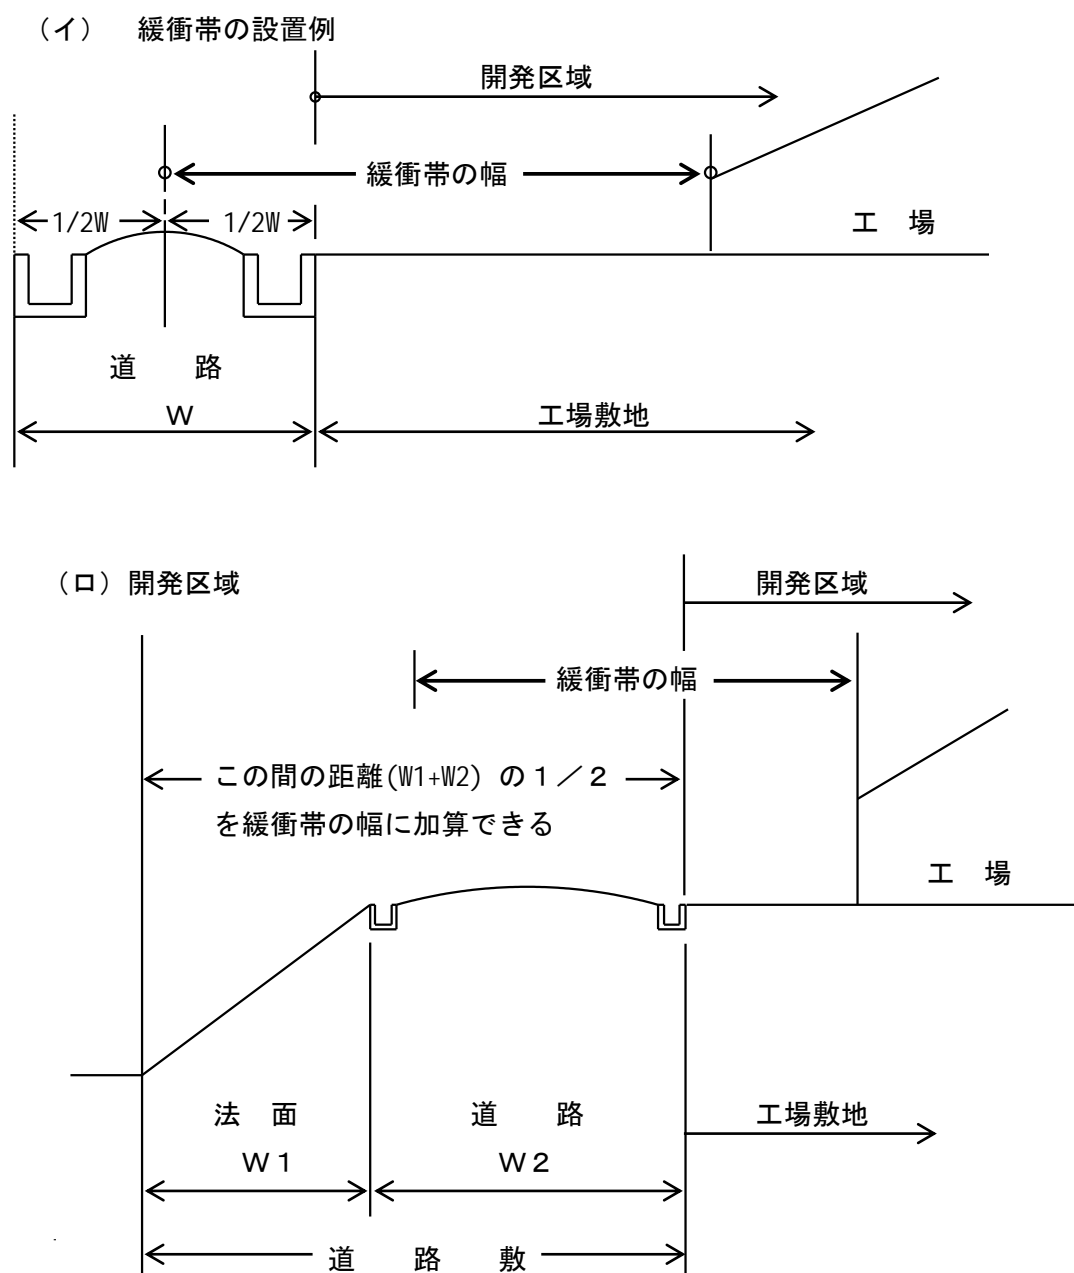 （イ）　緩衝帯の設置例
開発区域
緩衝帯の幅
1/2W　1/2W
工　場
道　　路
W
工場敷地
（ロ）開発区域
開発区域
緩衝帯の幅
この間の距離(W1+W2) の１／２
を緩衝帯の幅に加算できる
工　場
法　面　道　　路　工場敷地
W１　W２
道　　路　　敷